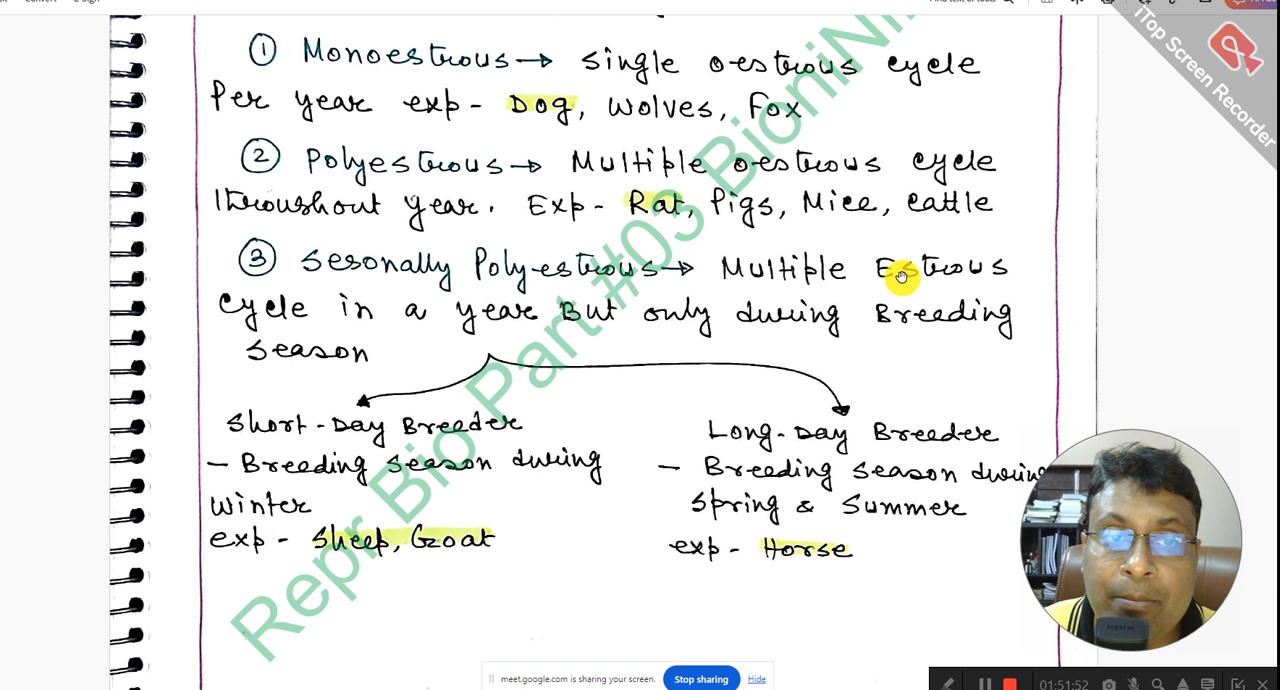 ① Monoestrous → Single oestrous cycle
Per year exp - Dog, Wolves, Fox
② Polyestrous → Multiple oestrous cycle
throushout year. Exp - Rat, Pigs, Mice, cattle
③ Sesonally Poly-estrous → Multiple Estrous
cycle in a year But only during Breeding
season
Short-Day Breeder
- Breeding season during
Winter
exp - Sheep, Goat
Long-Day Breeder
- Breeding season during
Spring & Summer
exp - Horse
Repr Bio Part #03
iTop Screen Recorder
RODE
meet.google.com is sharing your screen.
Stop sharing
Hide
01:51:52